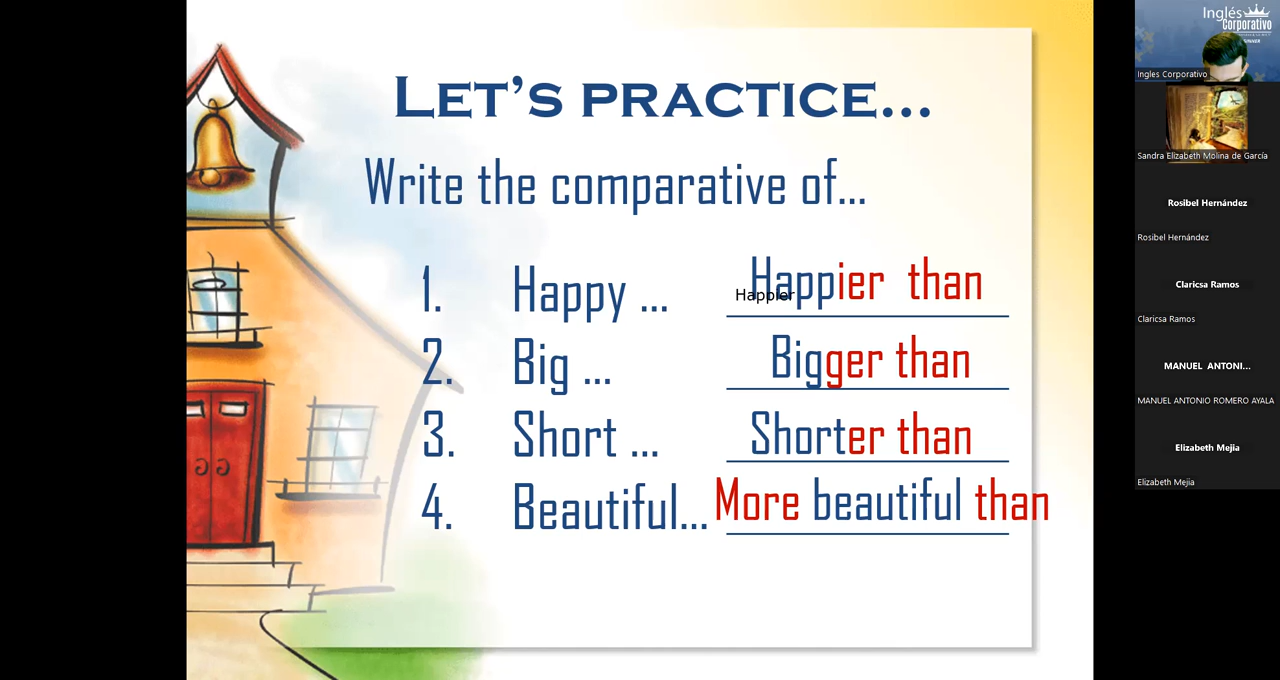 LET'S PRACTICE...
Write the comparative of...
1. Happy ... Happier than
Happier
2. Big ... Bigger than
3. Short ... Shorter than
4. Beautiful... More beautiful than
Inglés
Corporativo
Ingles Corporativo
Sandra Elizabeth Molina de García
Rosibel Hernández
Rosibel Hernández
Claricsa Ramos
Claricsa Ramos
MANUEL ANTONI...
MANUEL ANTONIO ROMERO AYALA
Elizabeth Mejia
Elizabeth Mejia